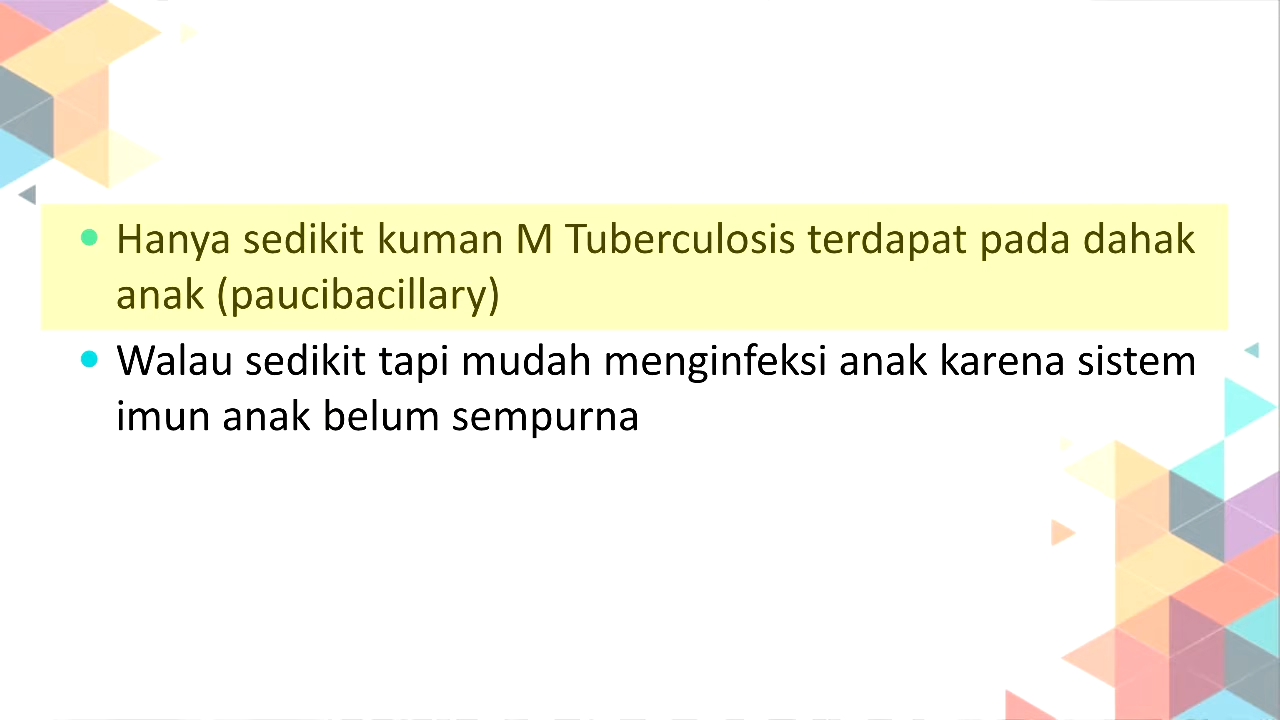 Hanya sedikit kuman M Tuberculosis terdapat pada dahak
anak (paucibacillary)
Walau sedikit tapi mudah menginfeksi anak karena sistem
imun anak belum sempurna